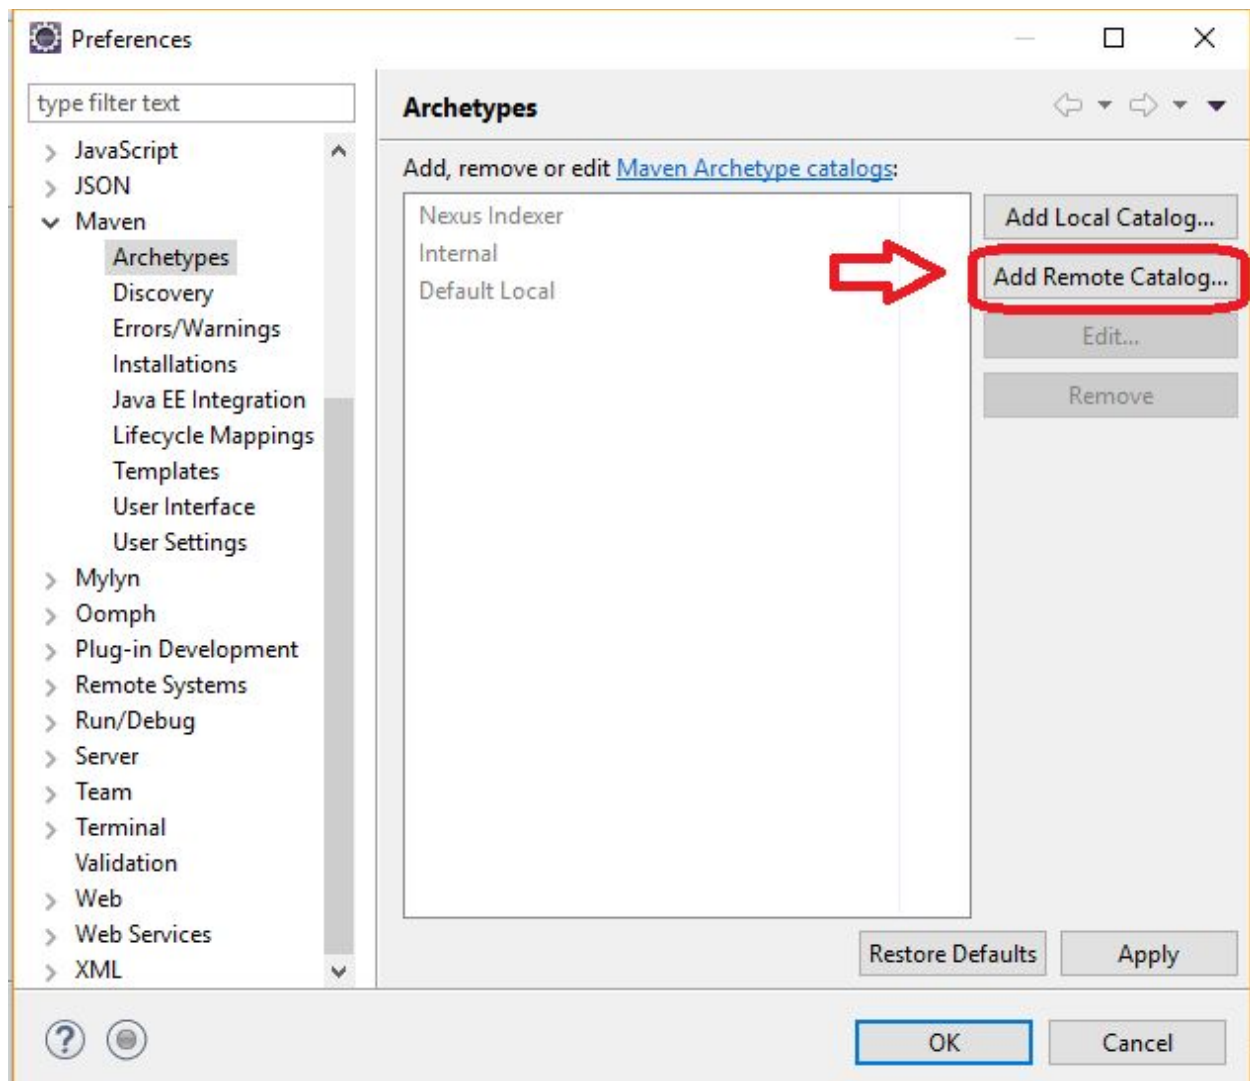 Preferences
type filter text
JavaScript
JSON
Maven
Archetypes
Discovery
Errors/Warnings
Installations
Java EE Integration
Lifecycle Mappings
Templates
User Interface
User Settings
Mylyn
Oomph
Plug-in Development
Remote Systems
Run/Debug
Server
Team
Terminal
Validation
Web
Web Services
XML
Archetypes
Add, remove or edit Maven Archetype catalogs:
Nexus Indexer
Internal
Default Local
Add Local Catalog...
Add Remote Catalog...
Edit...
Remove
Restore Defaults
Apply
?
OK
Cancel